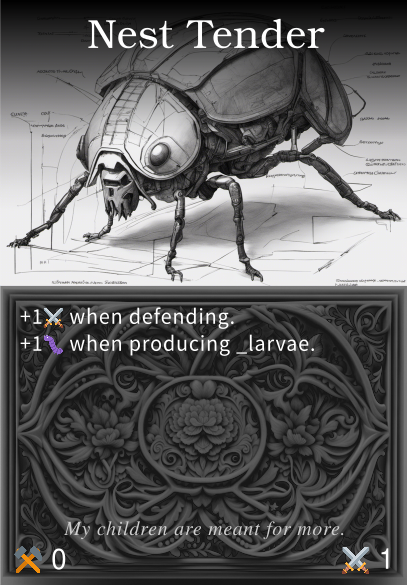 Nest Tender
+1⚔️ when defending.
+1🐛 when producing _larvae.
My children are meant for more.
0
1